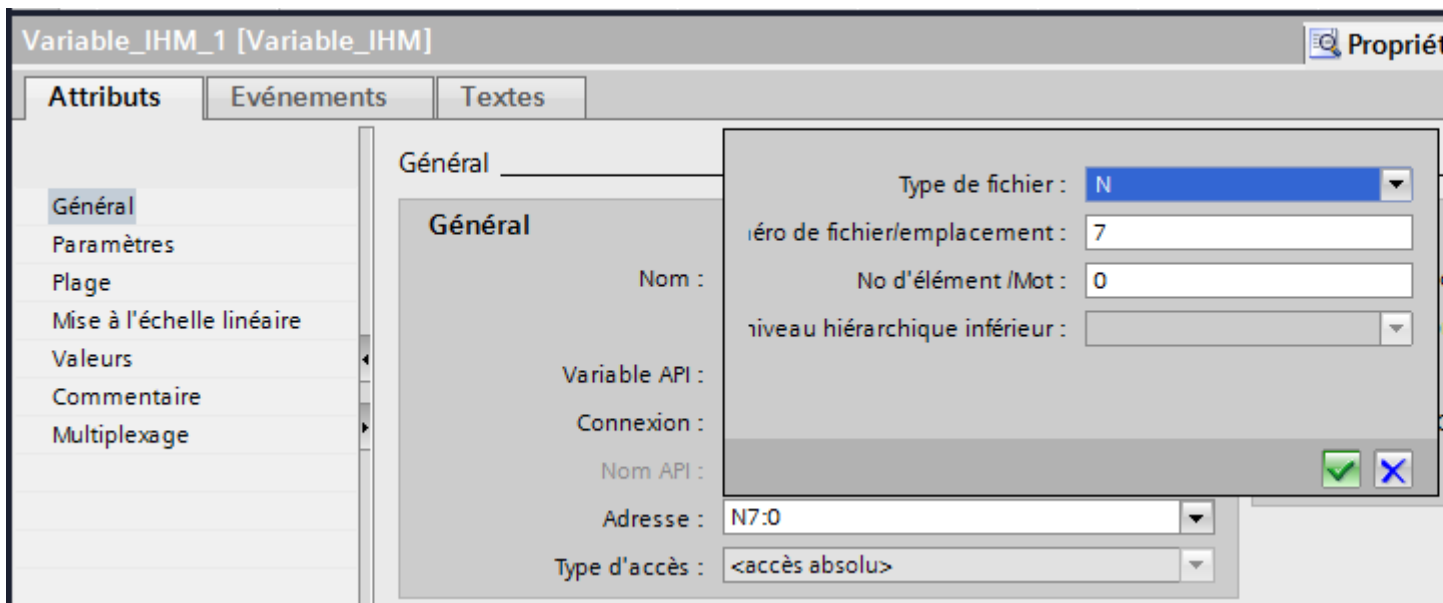 Variable_IHM_1 [Variable_IHM]
Propriét
Attributs
Evénements
Textes
Général
Paramètres
Plage
Mise à l'échelle linéaire
Valeurs
Commentaire
Multiplexage
Général
Général
Nom :
Variable API :
Connexion :
Nom API :
Adresse : N7:0
Type d'accès : <accès absolu>
Type de fichier : N
éro de fichier/emplacement : 7
No d'élément /Mot : 0
niveau hiérarchique inférieur :